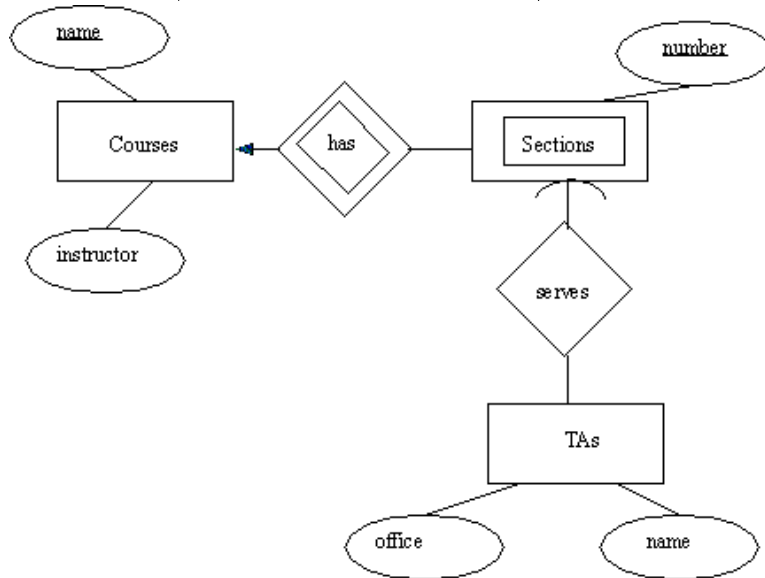 name
number
Courses
has
Sections
instructor
serves
TAs
office
name